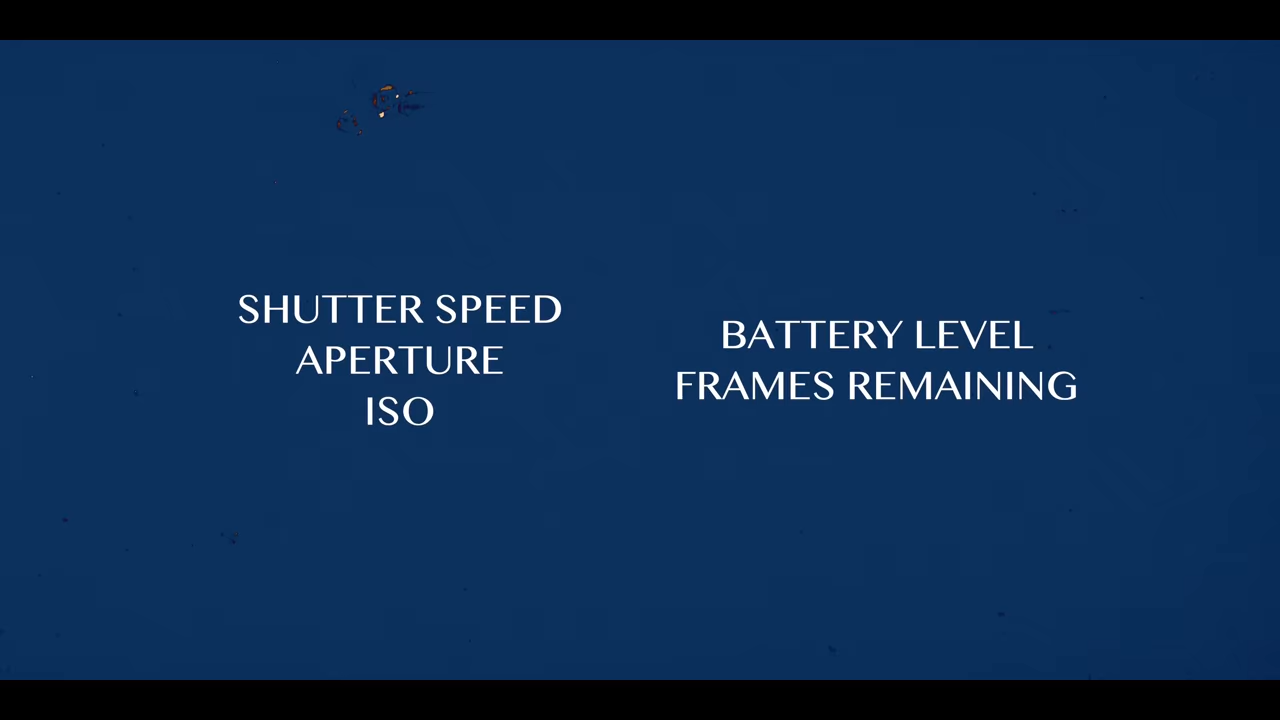 SHUTTER SPEED
APERTURE
ISO
BATTERY LEVEL
FRAMES REMAINING